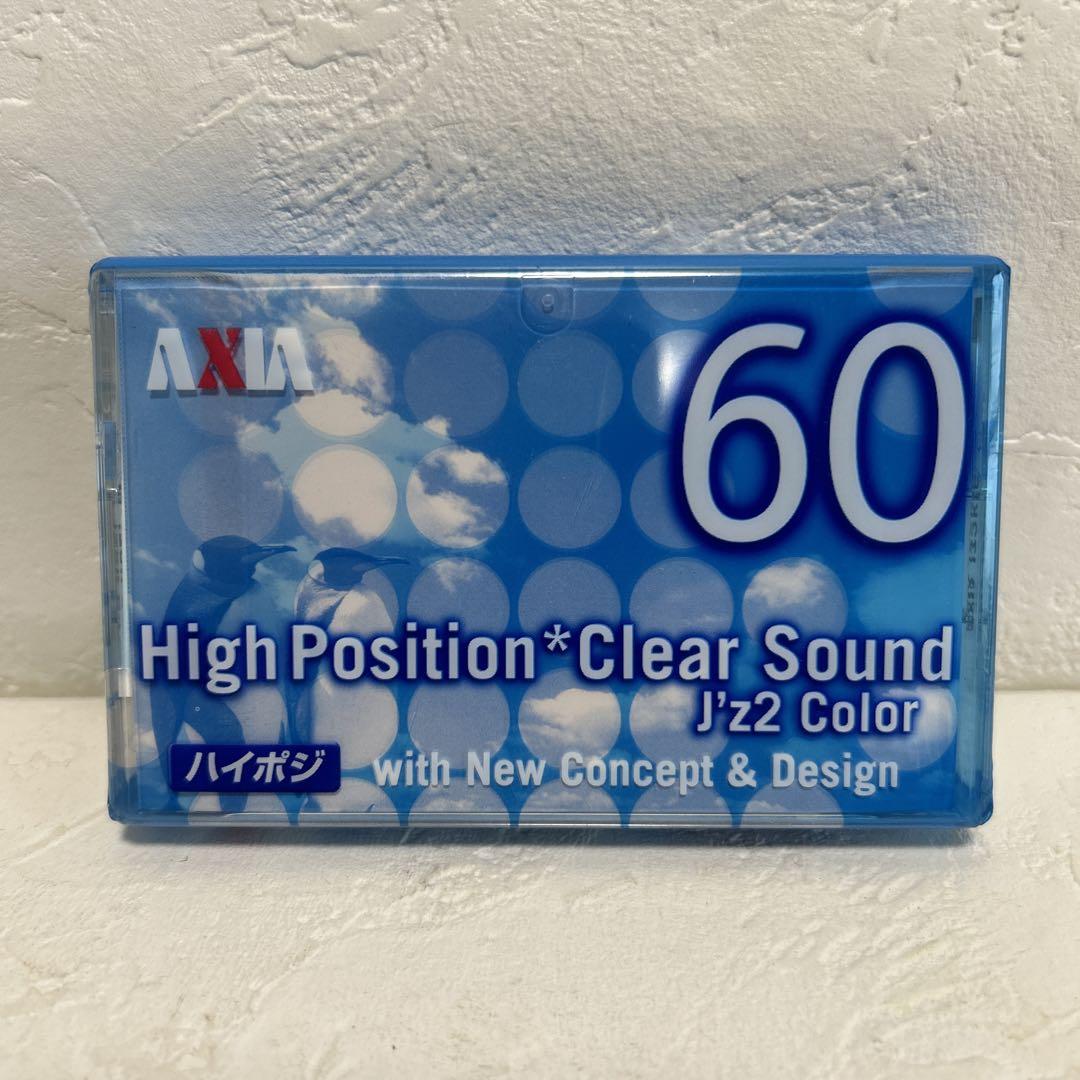 AXIA
60
High Position*Clear Sound
J'z2 Color
ハイポジ
with New Concept & Design